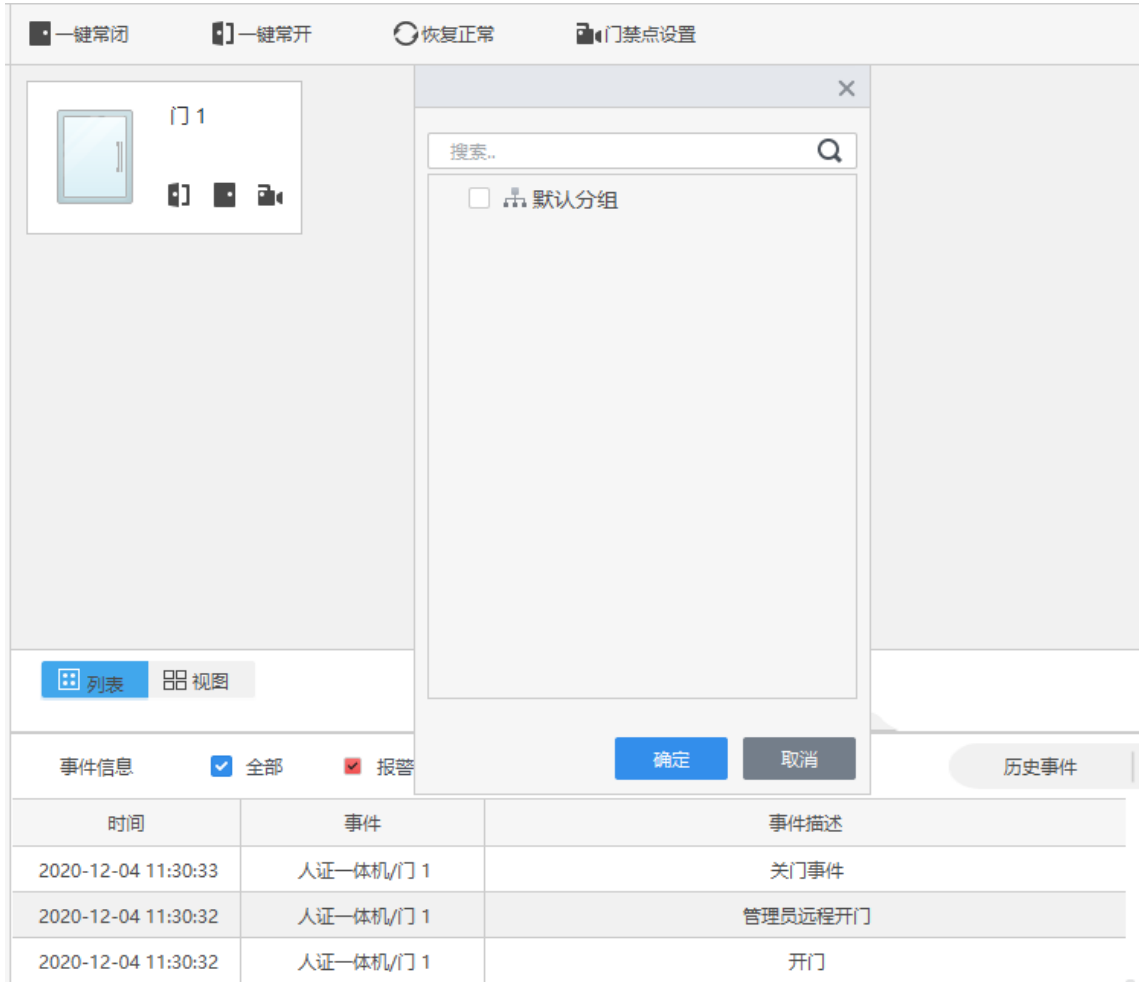 一键常闭 一键常开 恢复正常 门禁点设置
门 1
搜索..
默认分组
列表 视图
确定 取消
事件信息 全部 报警 历史事件
时间 事件 事件描述
2020-12-04 11:30:33 人证一体机/门 1 关门事件
2020-12-04 11:30:32 人证一体机/门 1 管理员远程开门
2020-12-04 11:30:32 人证一体机/门 1 开门